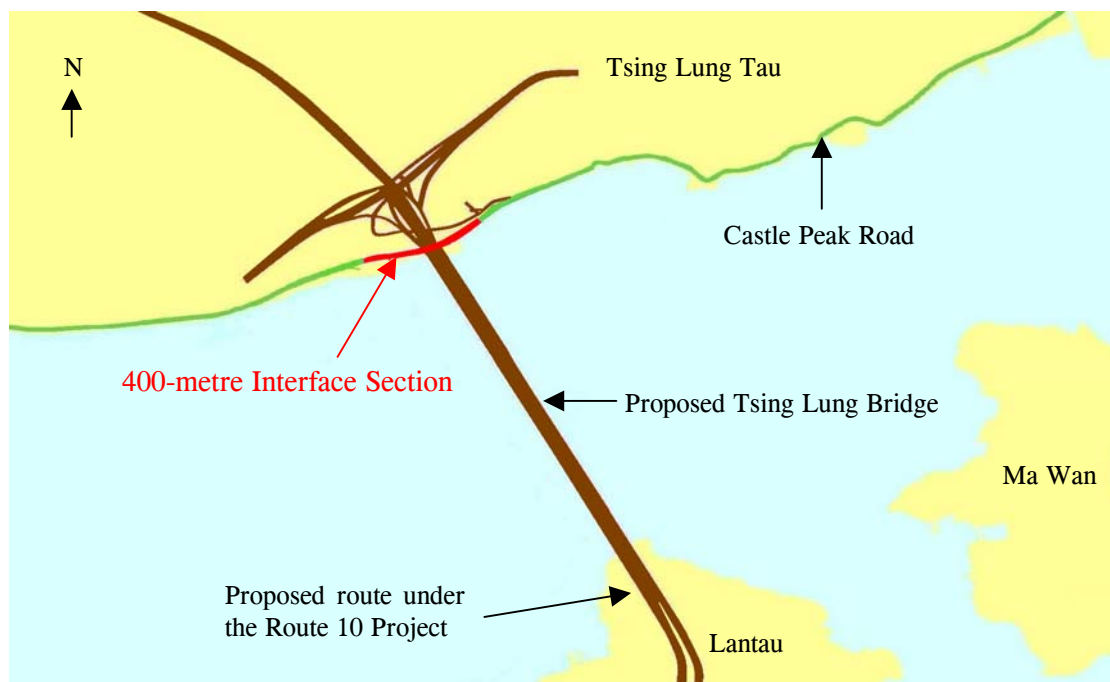 N
Tsing Lung Tau
Castle Peak Road
400-metre Interface Section
Proposed Tsing Lung Bridge
Ma Wan
Proposed route under
the Route 10 Project
Lantau